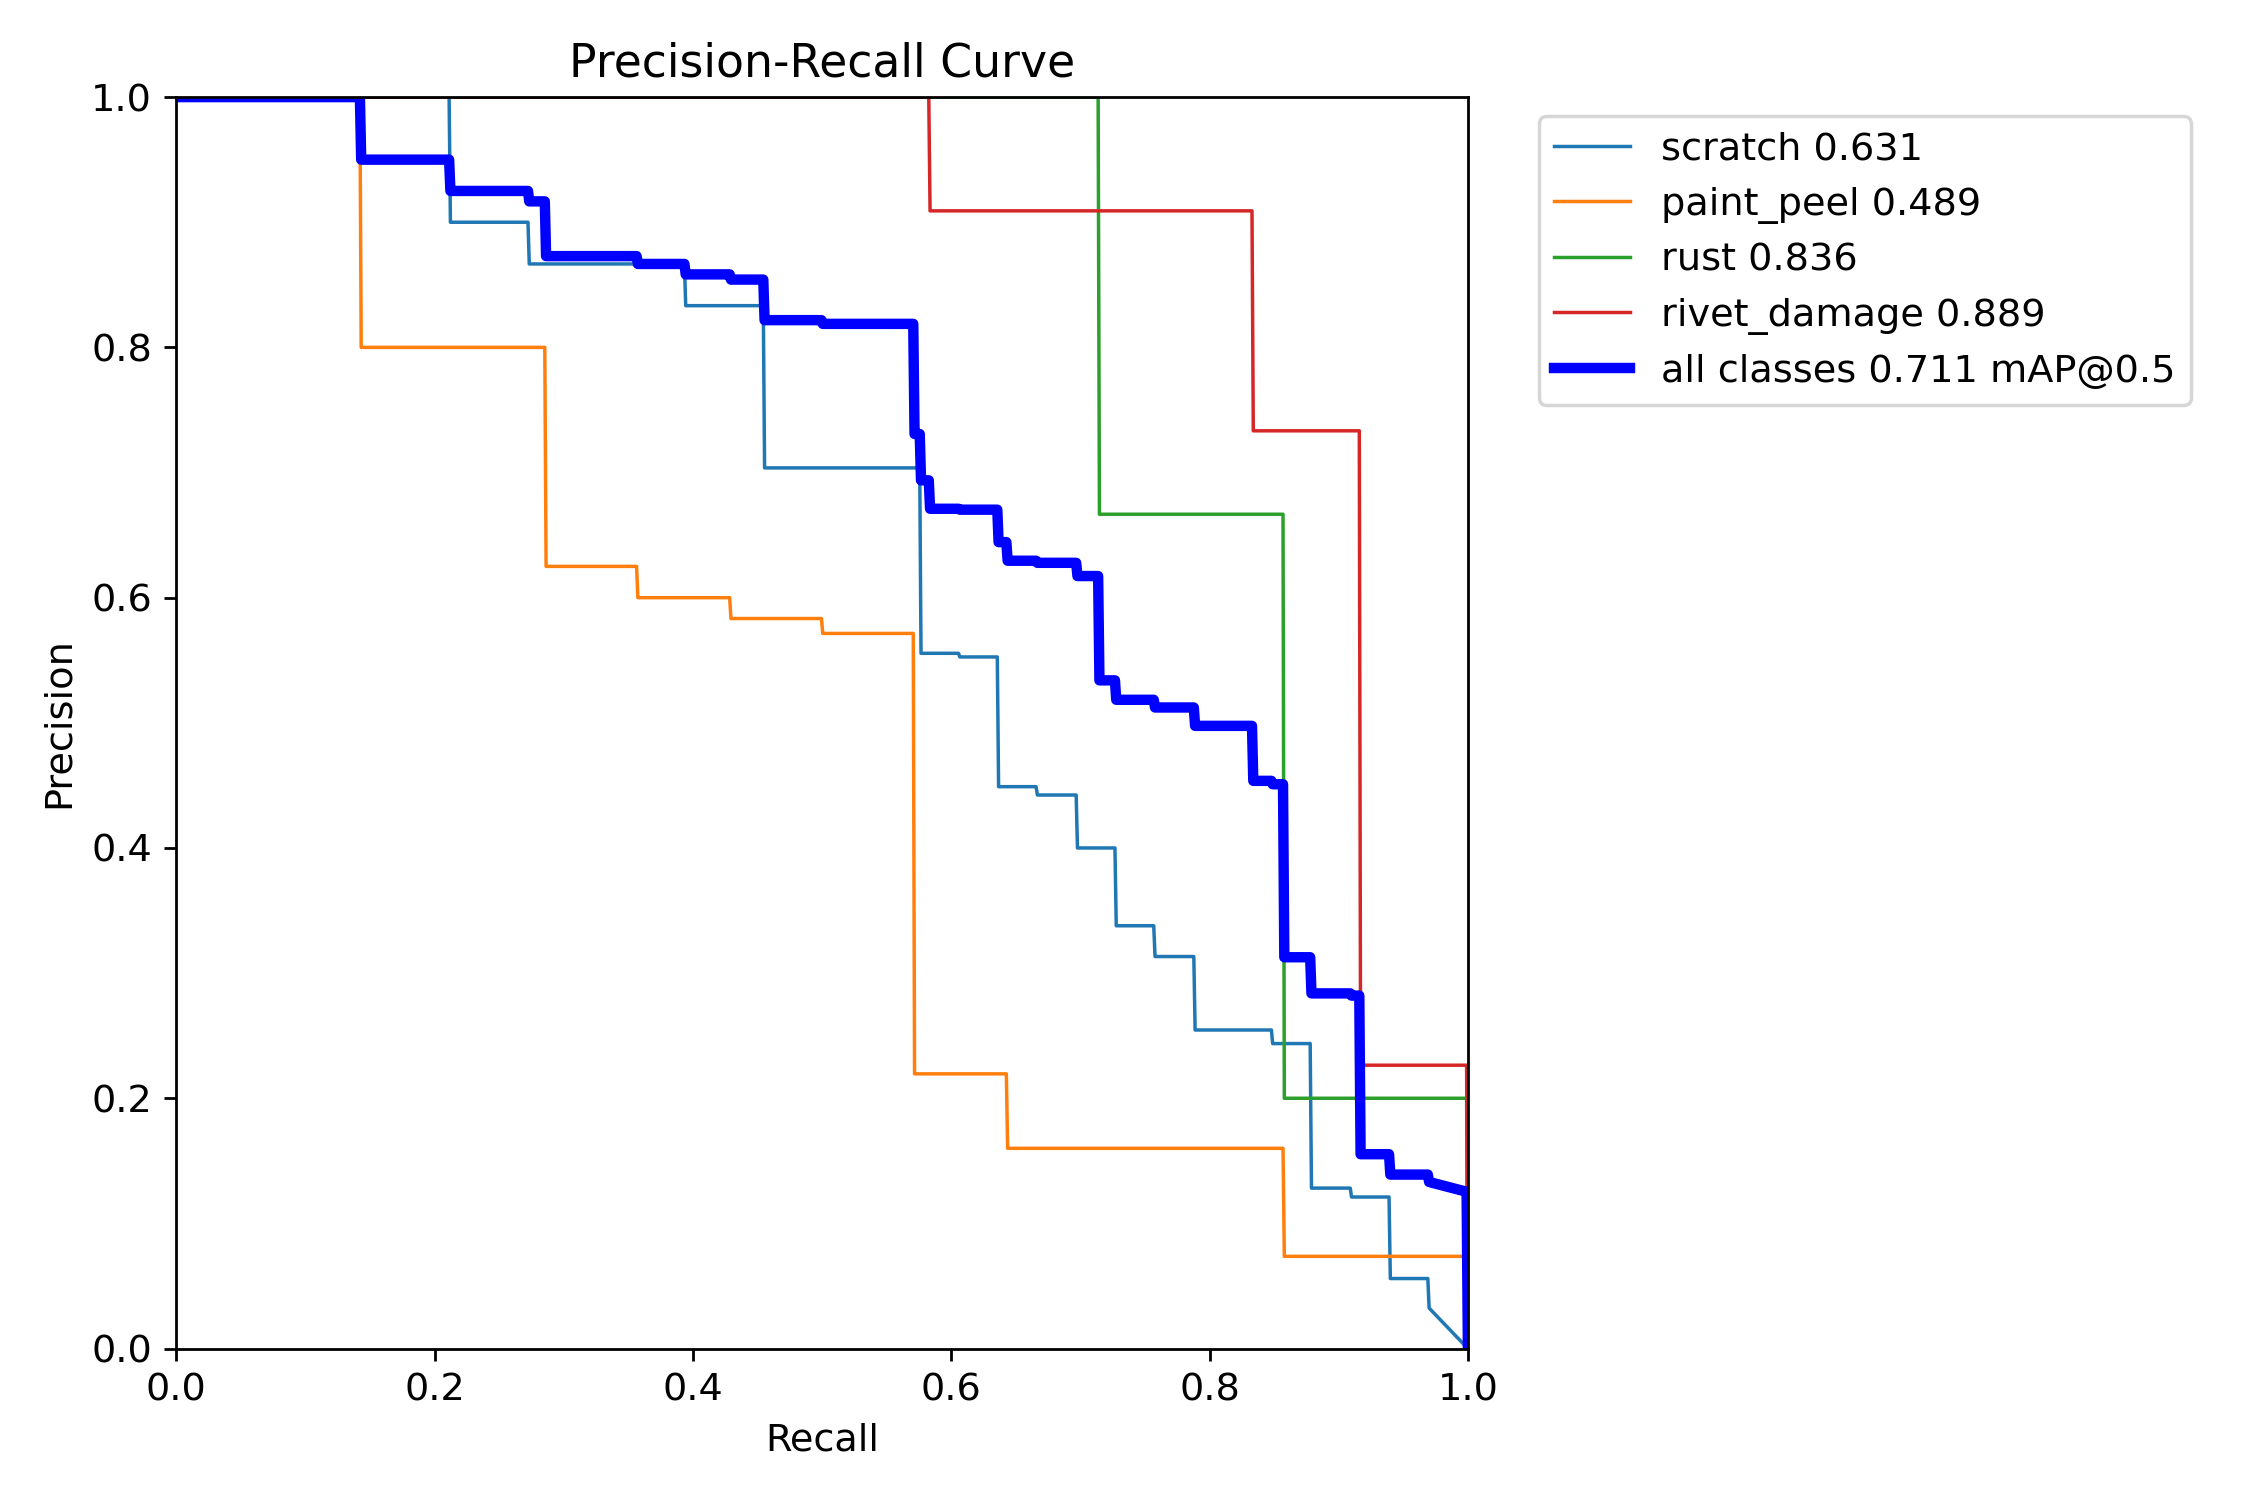 Precision-Recall Curve
1.0
0.8
0.6
0.4
0.2
0.0
Precision
0.0 0.2 0.4 0.6 0.8 1.0
Recall
scratch 0.631
paint_peel 0.489
rust 0.836
rivet_damage 0.889
all classes 0.711 mAP@0.5